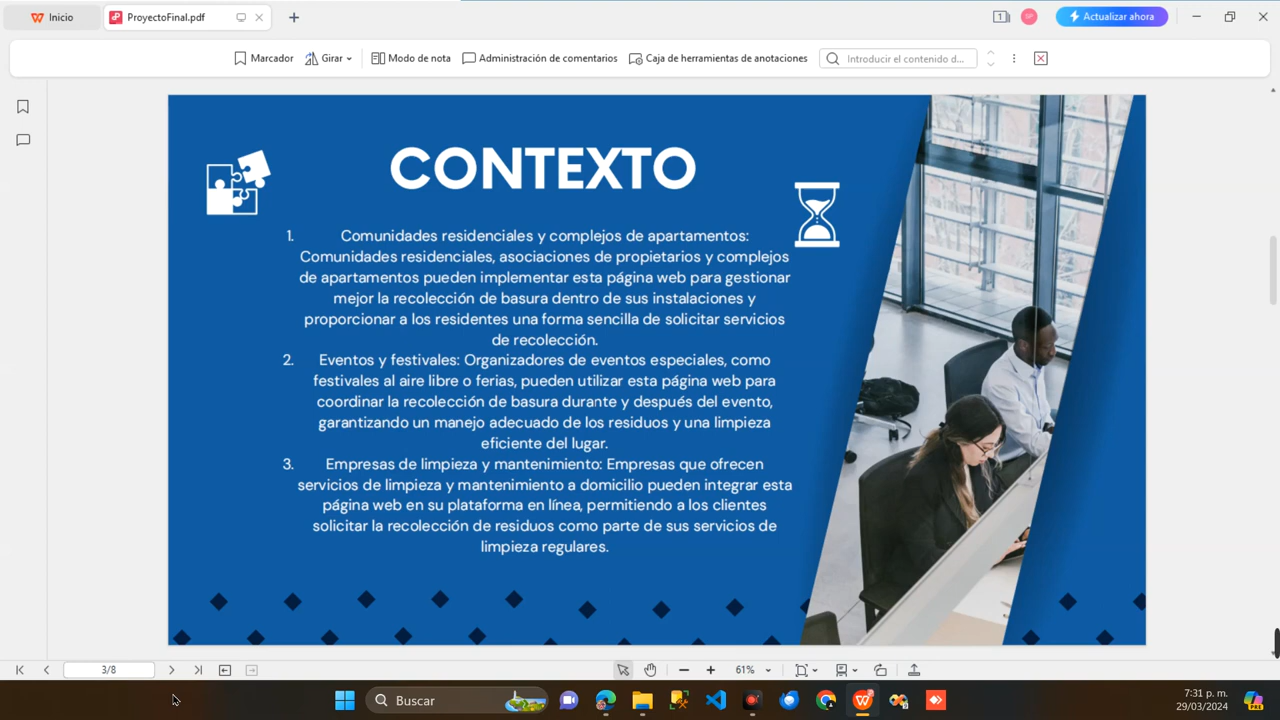 Inicio
ProyectoFinal.pdf
1
SP
Actualizar ahora
Marcador
Girar
Modo de nota
Administración de comentarios
Caja de herramientas de anotaciones
Introducir el contenido d...
CONTEXTO
1. Comunidades residenciales y complejos de apartamentos:
Comunidades residenciales, asociaciones de propietarios y complejos
de apartamentos pueden implementar esta página web para gestionar
mejor la recolección de basura dentro de sus instalaciones y
proporcionar a los residentes una forma sencilla de solicitar servicios
de recolección.
2. Eventos y festivales: Organizadores de eventos especiales, como
festivales al aire libre o ferias, pueden utilizar esta página web para
coordinar la recolección de basura durante y después del evento,
garantizando un manejo adecuado de los residuos y una limpieza
eficiente del lugar.
3. Empresas de limpieza y mantenimiento: Empresas que ofrecen
servicios de limpieza y mantenimiento a domicilio pueden integrar esta
página web en su plataforma en línea, permitiendo a los clientes
solicitar la recolección de residuos como parte de sus servicios de
limpieza regulares.
3/8
61%
Buscar
7:31 p. m.
29/03/2024